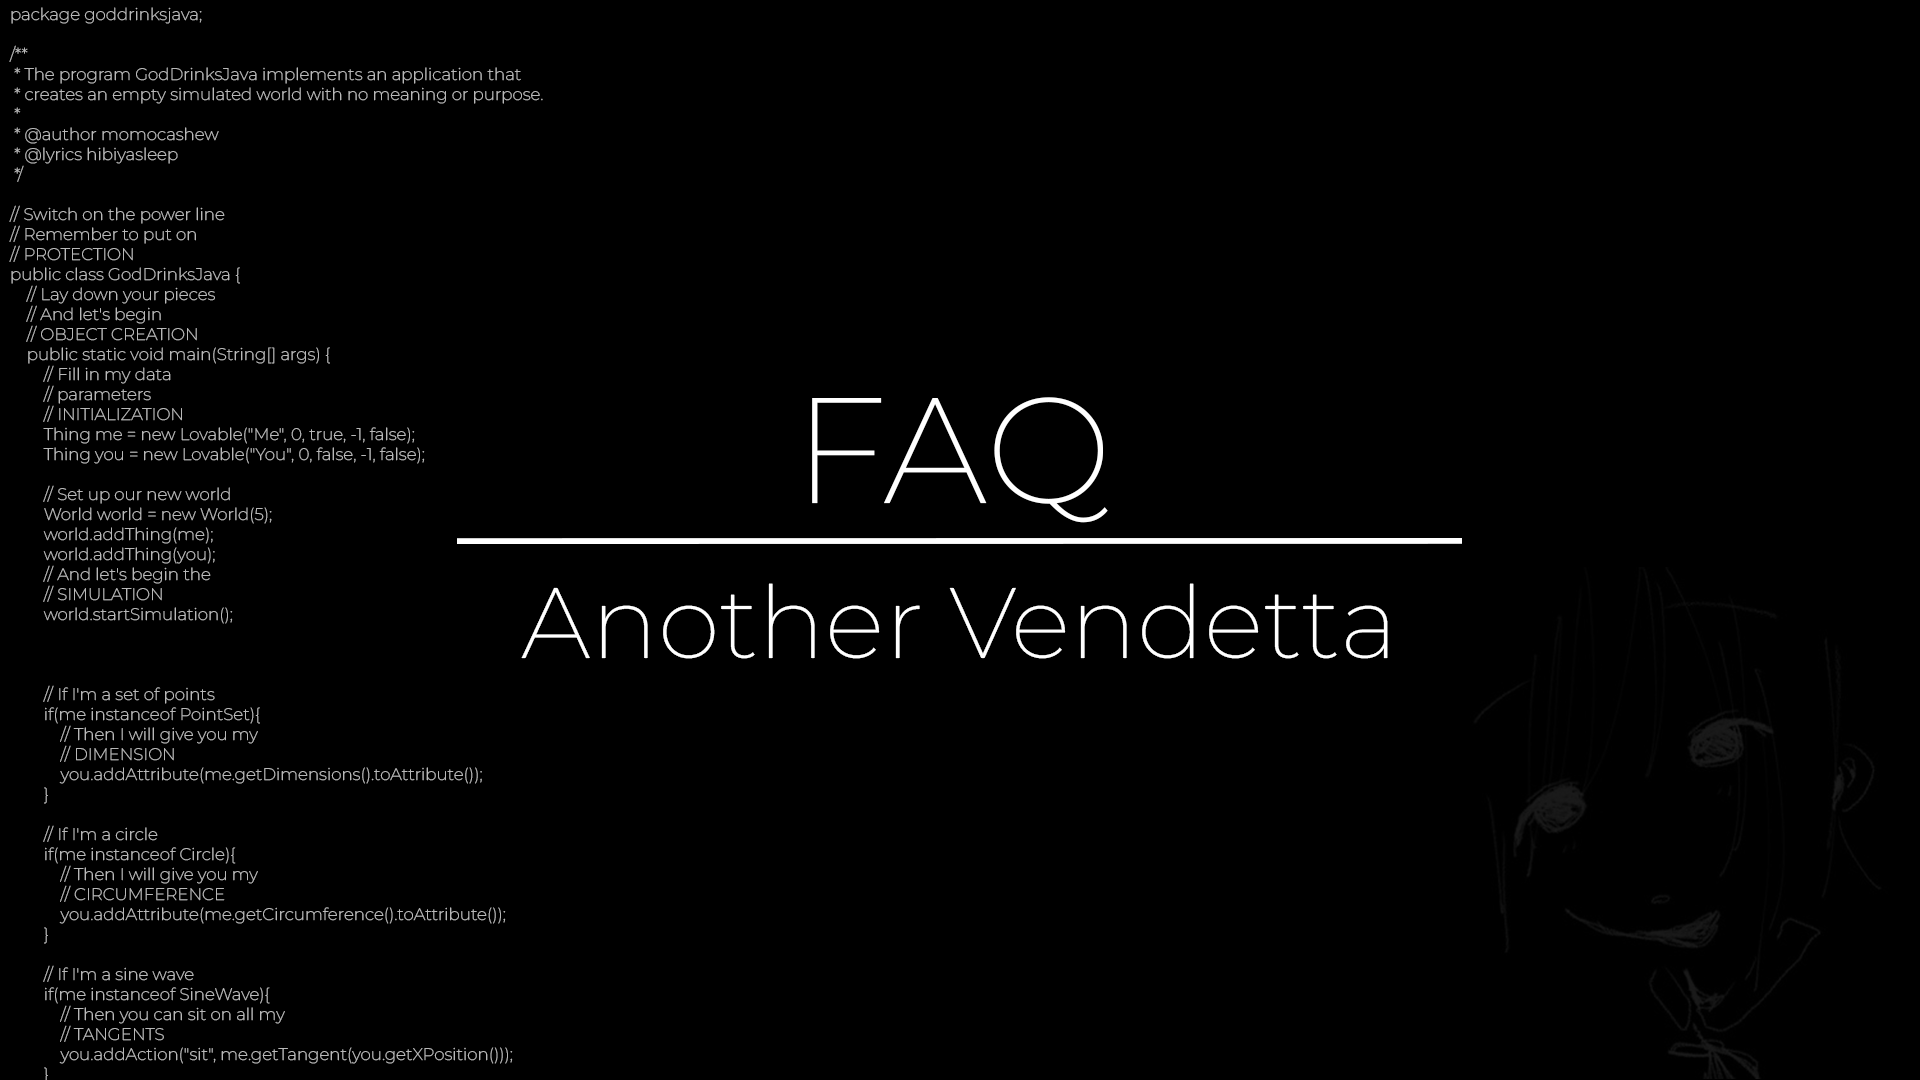 package goddrinksjava;
/**
* The program GodDrinksJava implements an application that
* creates an empty simulated world with no meaning or purpose.
*
* @author momocashew
* @lyrics hibiyasleep
*/
// Switch on the power line
// Remember to put on
// PROTECTION
public class GodDrinksJava {
// Lay down your pieces
// And let's begin
// OBJECT CREATION
public static void main(String[] args) {
// Fill in my data
// parameters
// INITIALIZATION
Thing me = new Lovable("Me", 0, true, -1, false);
Thing you = new Lovable("You", 0, false, -1, false);
// Set up our new world
World world = new World(5);
world.addThing(me);
world.addThing(you);
// And let's begin the
// SIMULATION
world.startSimulation();
// If I'm a set of points
if(me instanceof PointSet){
// Then I will give you my
// DIMENSION
you.addAttribute(me.getDimensions().toAttribute());
}
// If I'm a circle
if(me instanceof Circle){
// Then I will give you my
// CIRCUMFERENCE
you.addAttribute(me.getCircumference().toAttribute());
}
// If I'm a sine wave
if(me instanceof SineWave){
// Then you can sit on all my
// TANGENTS
you.addAction("sit", me.getTangent(you.getXPosition()));
}
FAQ
Another Vendetta